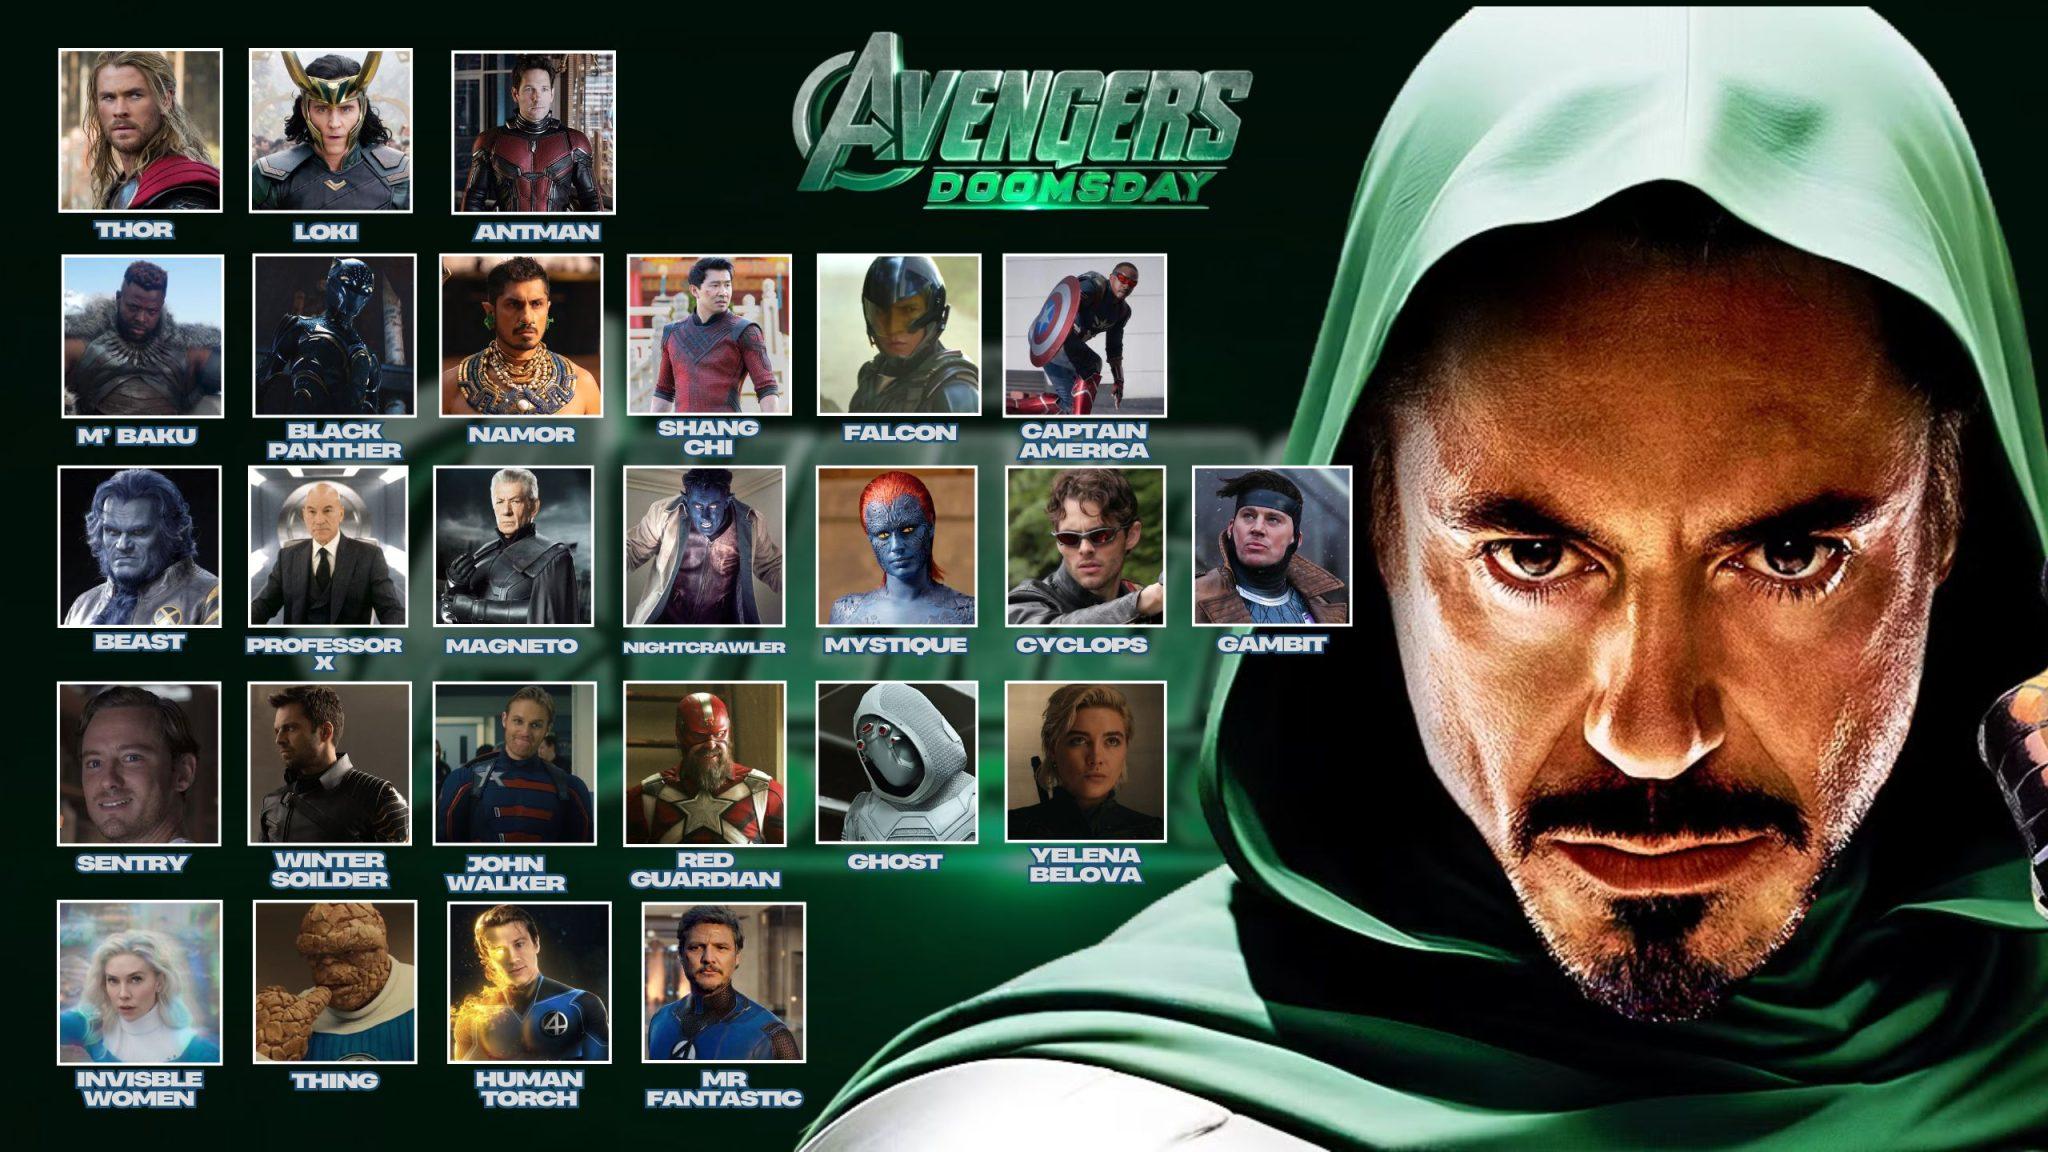 AVENGERS
DOOMSDAY
THOR
LOKI
ANTMAN
M' BAKU
BLACK
PANTHER
NAMOR
SHANG
CHI
FALCON
CAPTAIN
AMERICA
BEAST
PROFESSOR
X
MAGNETO
NIGHTCRAWLER
MYSTIQUE
CYCLOPS
GAMBIT
SENTRY
WINTER
SOILDER
JOHN
WALKER
RED
GUARDIAN
GHOST
YELENA
BELOVA
INVISBLE
WOMEN
THING
HUMAN
TORCH
4
MR
FANTASTIC